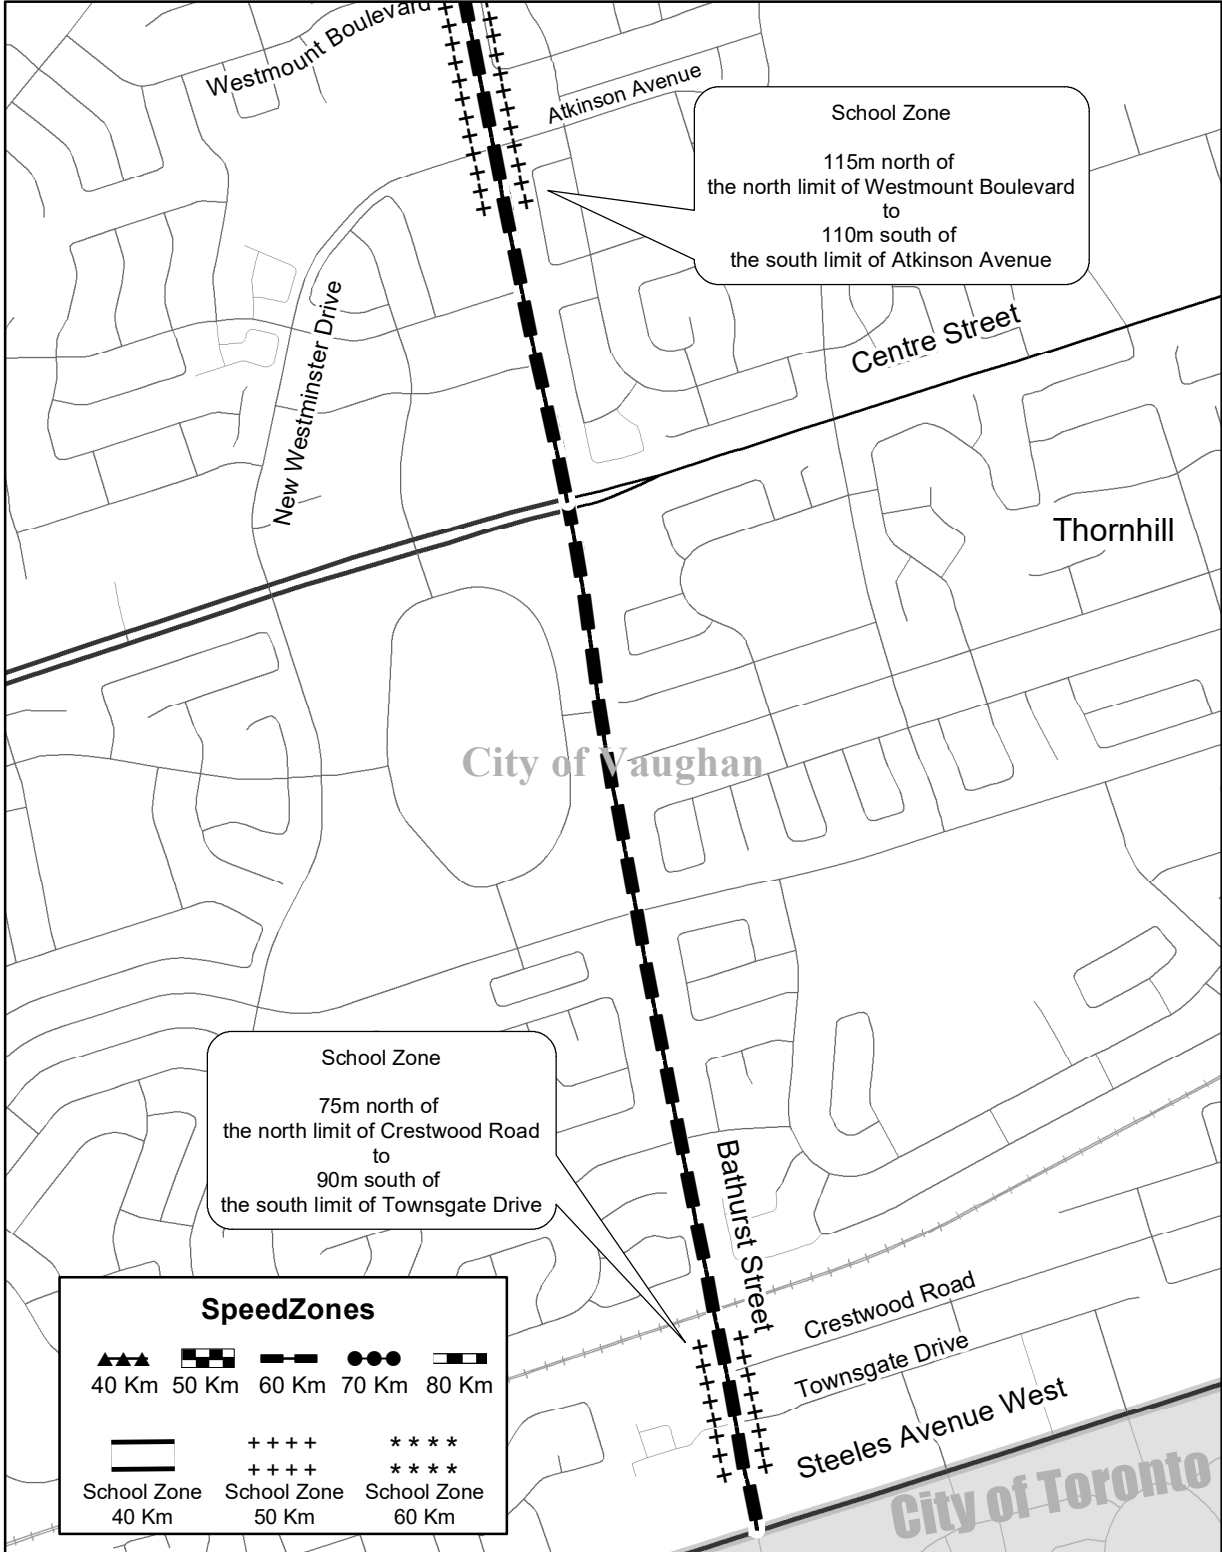 Westmount Boulevard
Atkinson Avenue
School Zone
115m north of
the north limit of Westmount Boulevard
to
110m south of
the south limit of Atkinson Avenue
New Westminster Drive
Centre Street
Thornhill
City of Vaughan
School Zone
75m north of
the north limit of Crestwood Road
to
90m south of
the south limit of Townsgate Drive
Bathurst Street
Crestwood Road
Townsgate Drive
Steeles Avenue West
City of Toronto
SpeedZones
40 Km 50 Km 60 Km 70 Km 80 Km
School Zone School Zone School Zone
40 Km 50 Km 60 Km